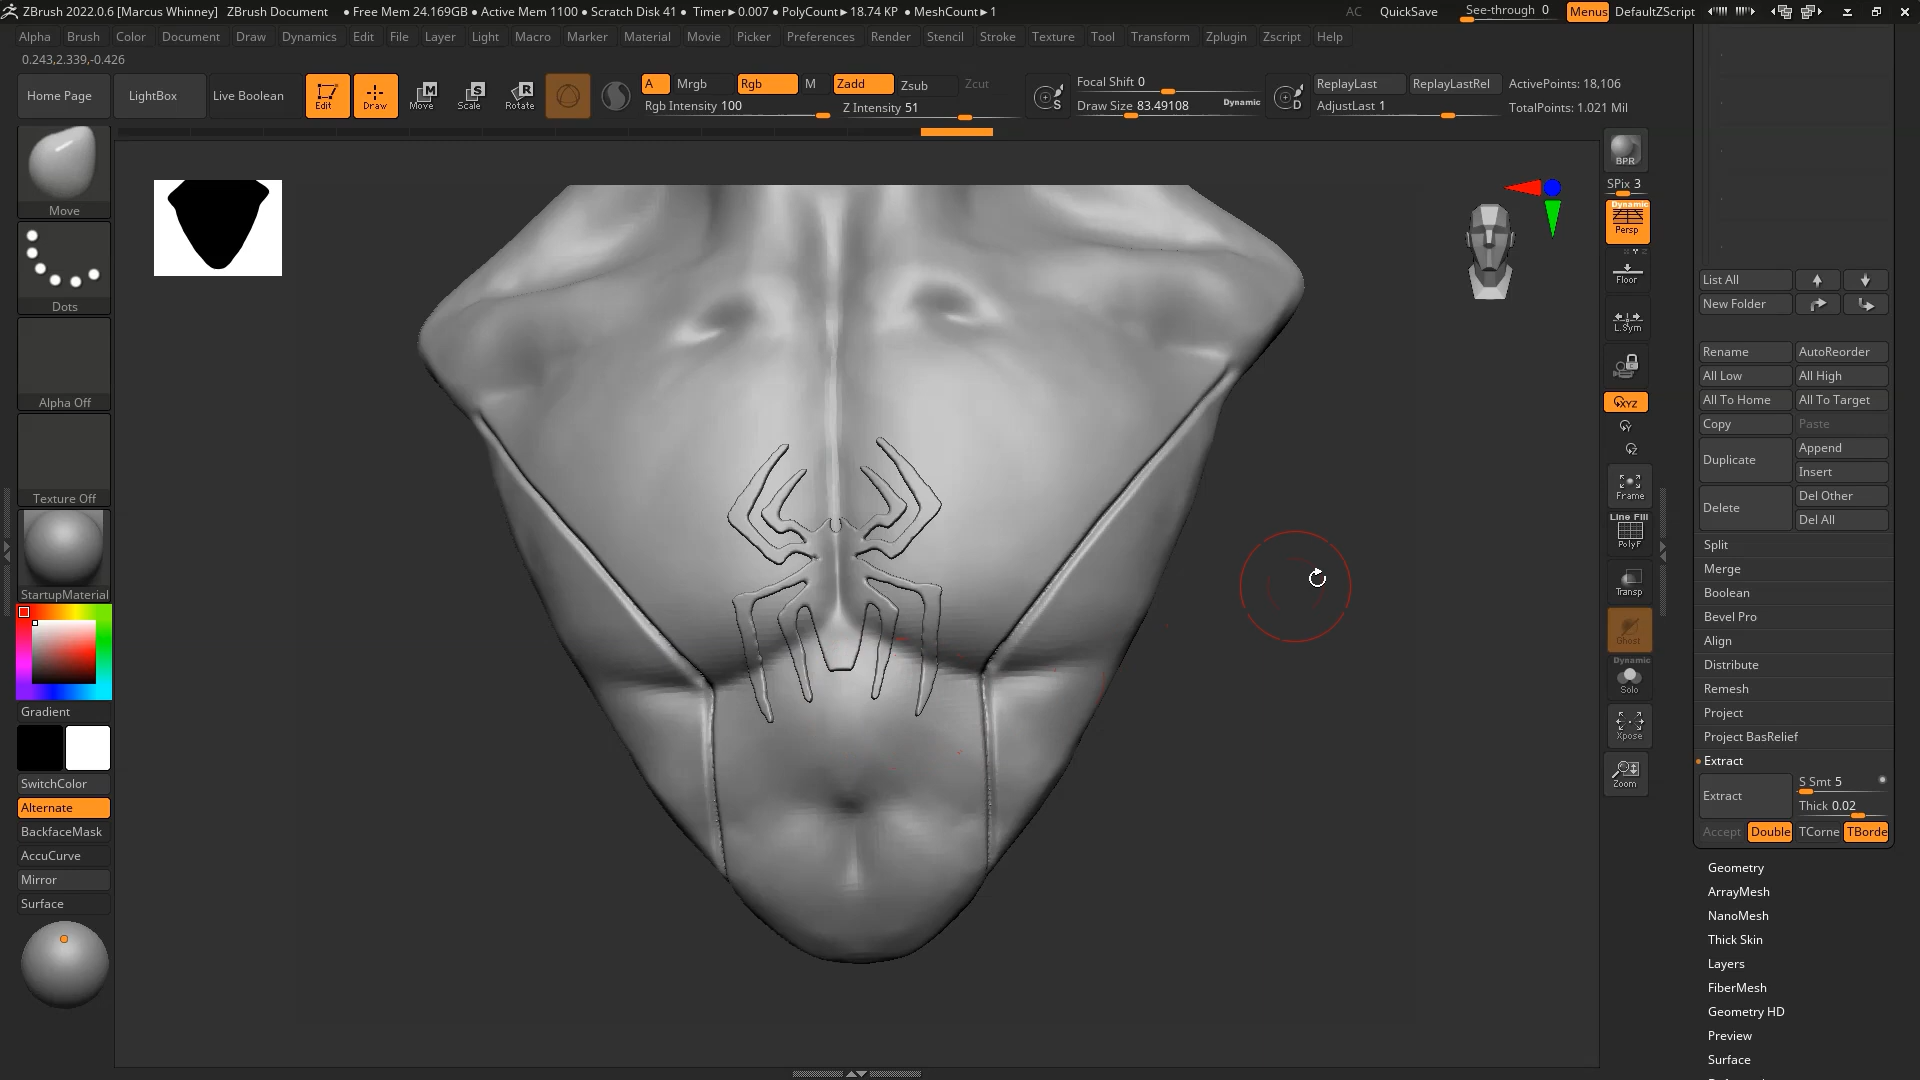 ZBrush 2022.0.6 [Marcus Whinney] ZBrush Document • Free Mem 24.169GB • Active Mem 1100 • Scratch Disk 41 • Timer▸0.007 • PolyCount▸18.74 KP • MeshCount▸1 AC QuickSave See-through 0 Menus DefaultZScript
Alpha Brush Color Document Draw Dynamics Edit File Layer Light Macro Marker Material Movie Picker Preferences Render Stencil Stroke Texture Tool Transform Zplugin Zscript Help
0.243,2.339,-0.426
Home Page LightBox Live Boolean Edit Draw Move Scale Rotate
A Mrgb Rgb M Zadd Zsub Zcut
Rgb Intensity 100 Z Intensity 51
Focal Shift 0
Draw Size 83.49108 Dynamic
ReplayLast ReplayLastRel ActivePoints: 18,106
AdjustLast 1 TotalPoints: 1.021 Mil
Move
Dots
Alpha Off
Texture Off
StartupMaterial
Gradient
SwitchColor
Alternate
BackfaceMask
AccuCurve
Mirror
Surface
BPR
SPix 3
Dynamic
Persp
Floor
L.Sym
XYZ
Frame
Line Fill
PolyF
Transp
Ghost
Dynamic
Solo
Xpose
Zoom
List All
New Folder
Rename AutoReorder
All Low All High
All To Home All To Target
Copy Paste
Duplicate Append
Insert
Delete Del Other
Del All
Split
Merge
Boolean
Bevel Pro
Align
Distribute
Remesh
Project
Project BasRelief
Extract
Extract S Smt 5
Thick 0.02
Accept Double TCorne TBorde
Geometry
ArrayMesh
NanoMesh
Thick Skin
Layers
FiberMesh
Geometry HD
Preview
Surface